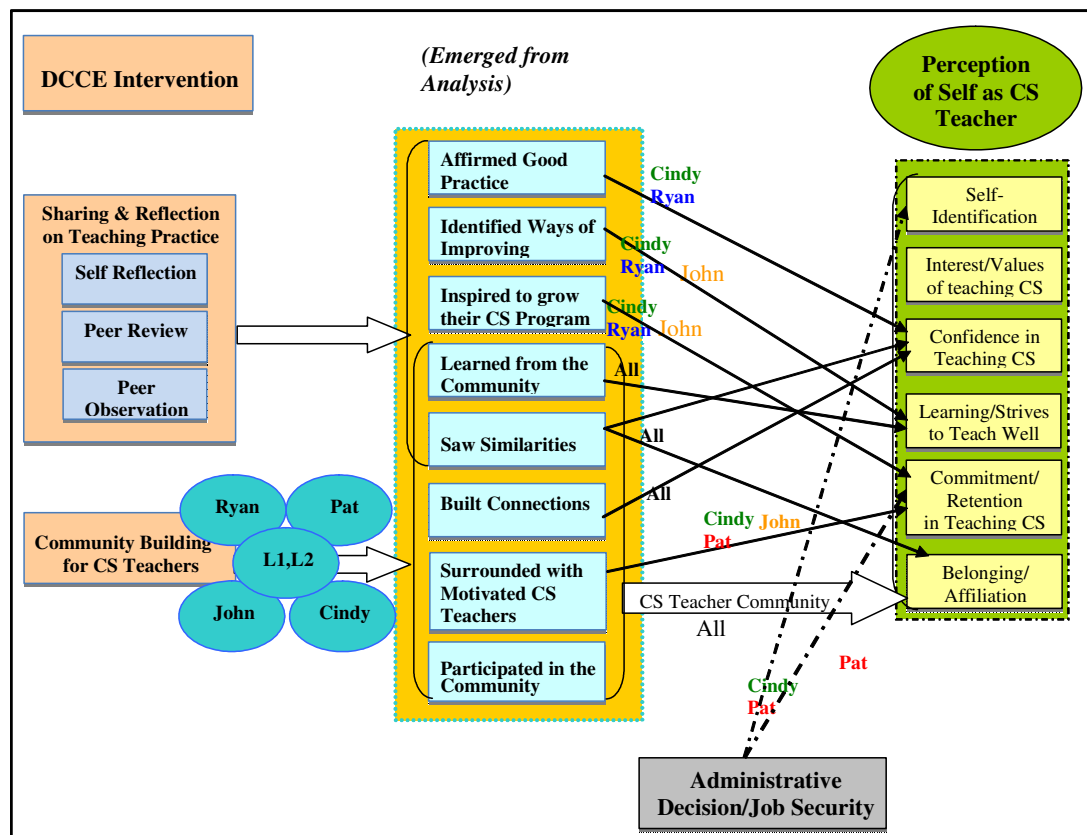 DCCE Intervention
(Emerged from
Analysis)
Perception
of Self as CS
Teacher
Sharing & Reflection
on Teaching Practice
Self Reflection
Peer Review
Peer
Observation
Community Building
for CS Teachers
Ryan
Pat
L1,L2
John
Cindy
Affirmed Good
Practice
Identified Ways of
Improving
Inspired to grow
their CS Program
Learned from the
Community
Saw Similarities
Built Connections
Surrounded with
Motivated CS
Teachers
Participated in the
Community
Cindy
Ryan
Cindy
Ryan
John
Cindy
Ryan
John
All
All
All
Cindy
John
Pat
CS Teacher Community
All
Pat
Cindy
Pat
Self-
Identification
Interest/Values
of teaching CS
Confidence in
Teaching CS
Learning/Strives
to Teach Well
Commitment/
Retention
in Teaching CS
Belonging/
Affiliation
Administrative
Decision/Job Security